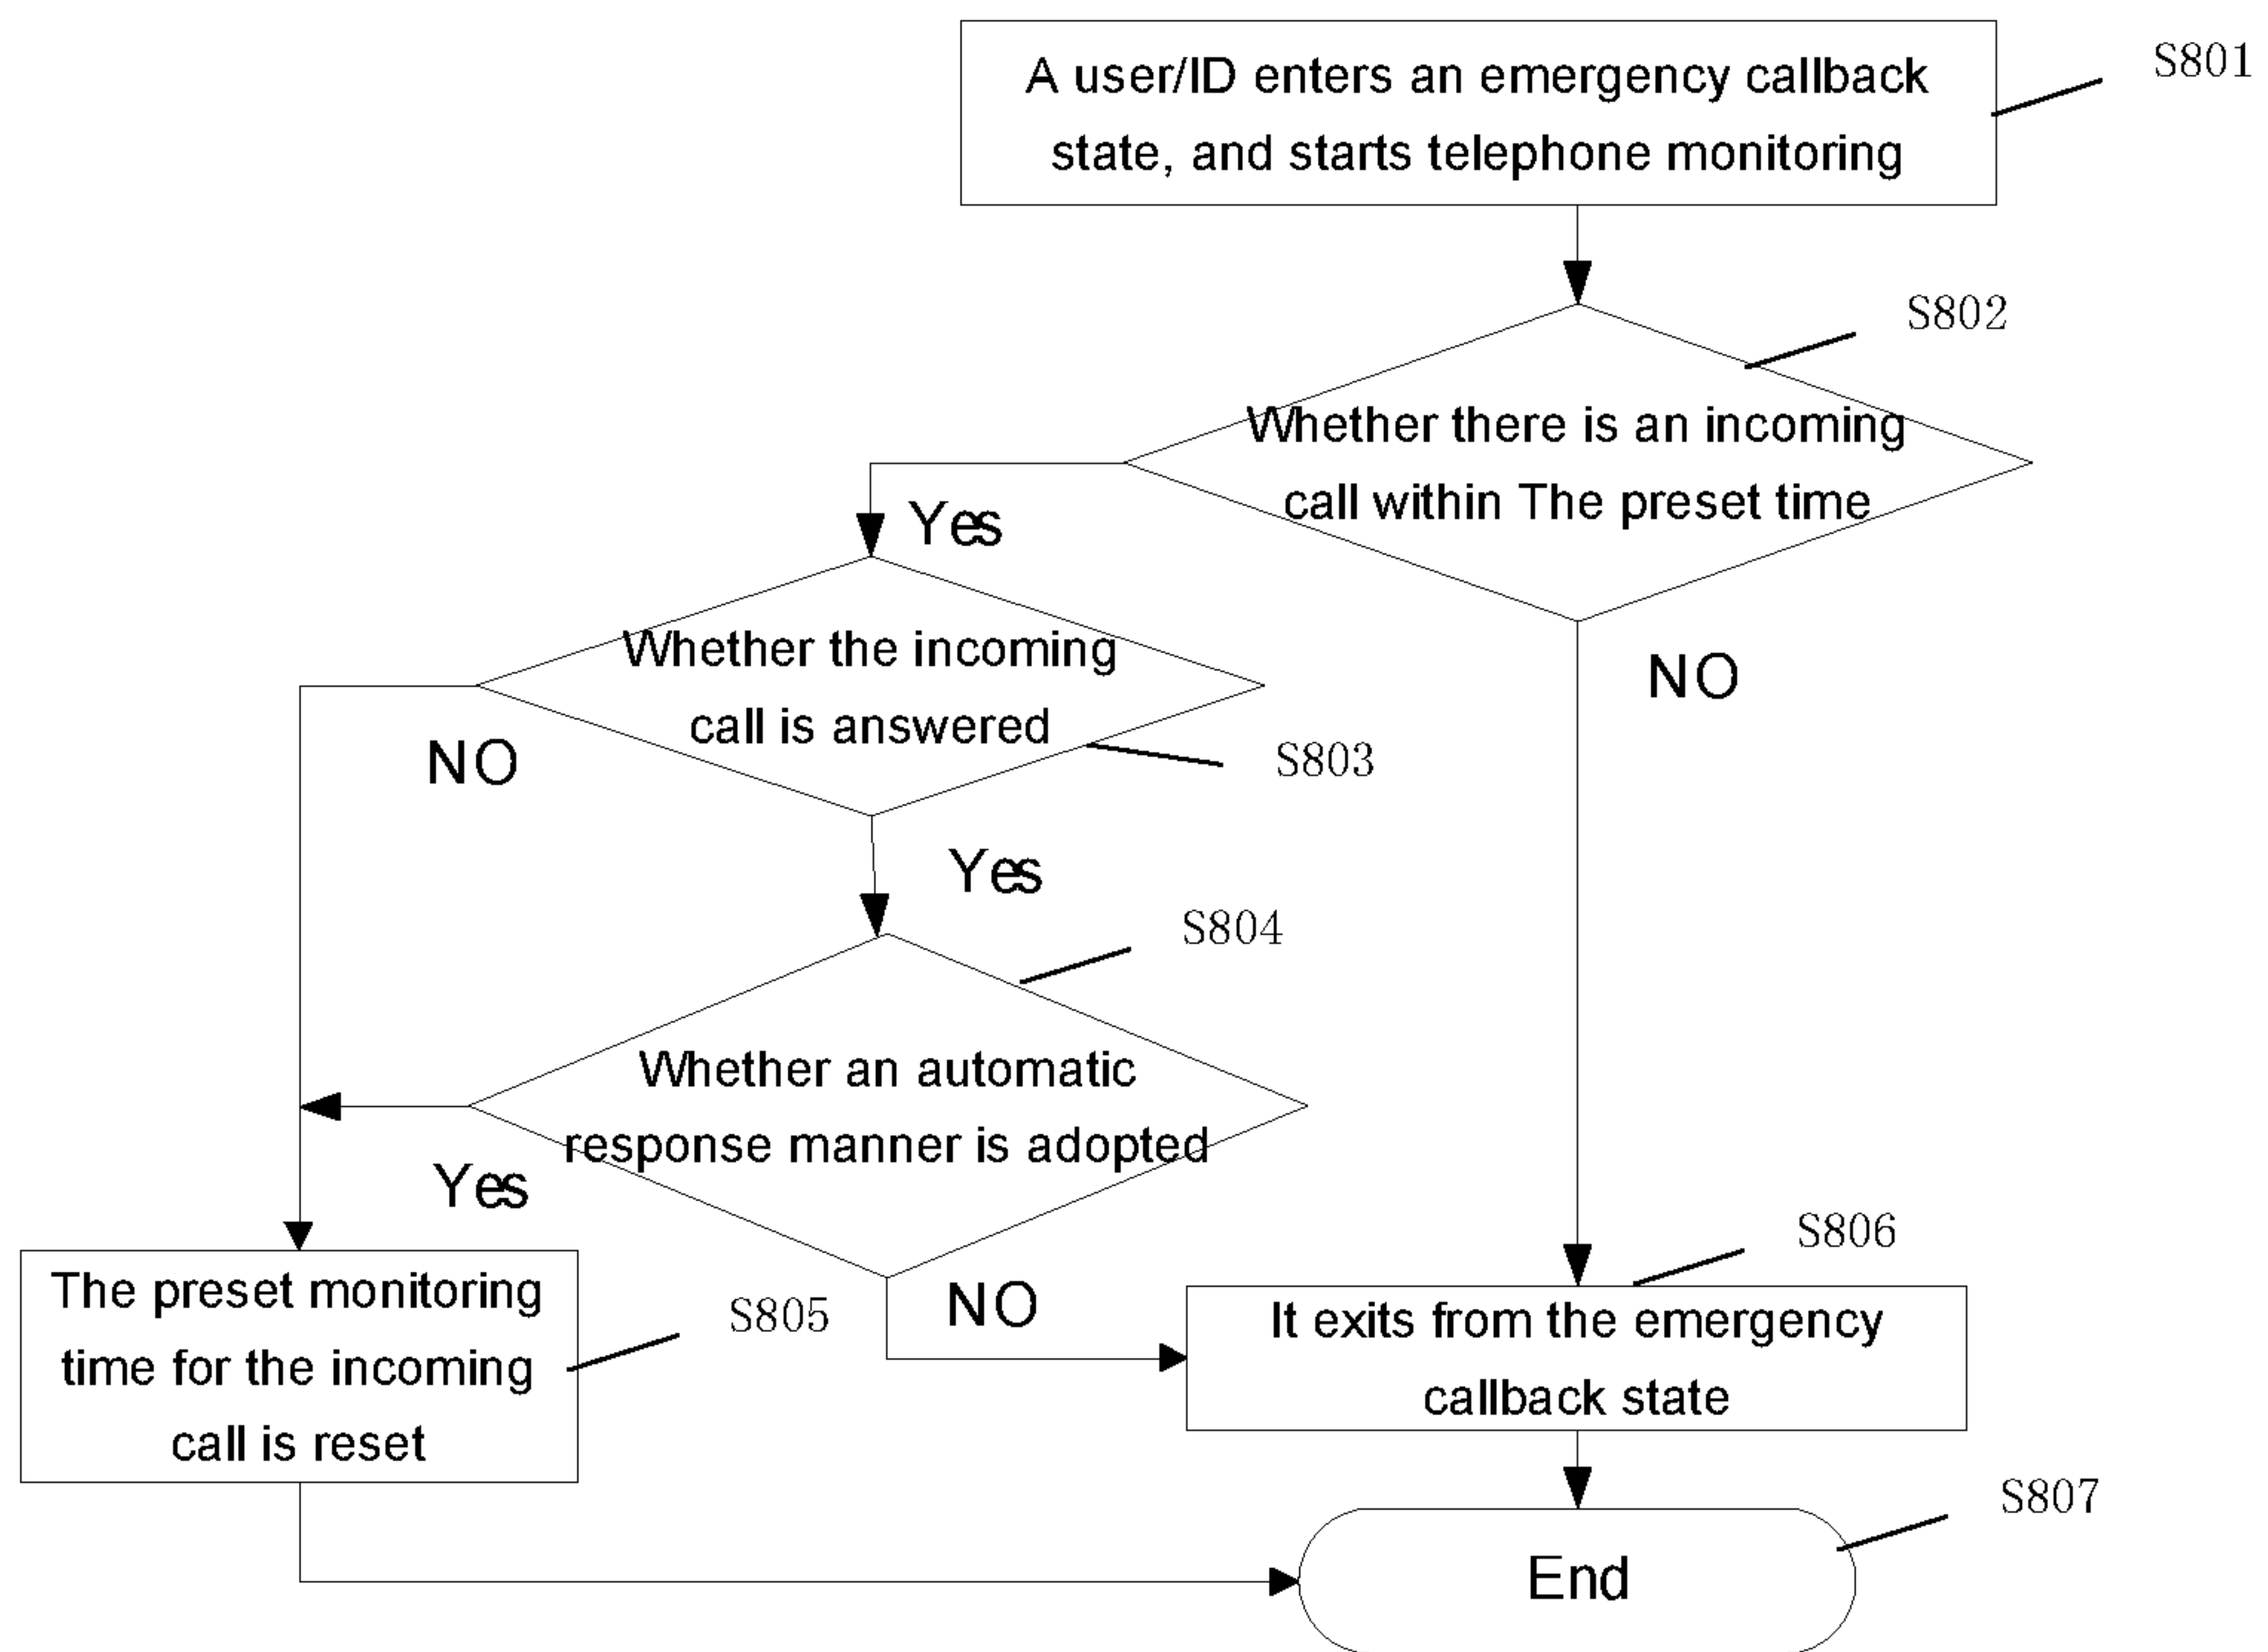 A user/ID enters an emergency callback
state, and starts telephone monitoring
S801
S802
Whether there is an incoming
call within The preset time
Yes
NO
Whether the incoming
call is answered
S803
NO
Yes
S804
Whether an automatic
response manner is adopted
Yes
NO
The preset monitoring
time for the incoming
call is reset
S805
S806
It exits from the emergency
callback state
S807
End